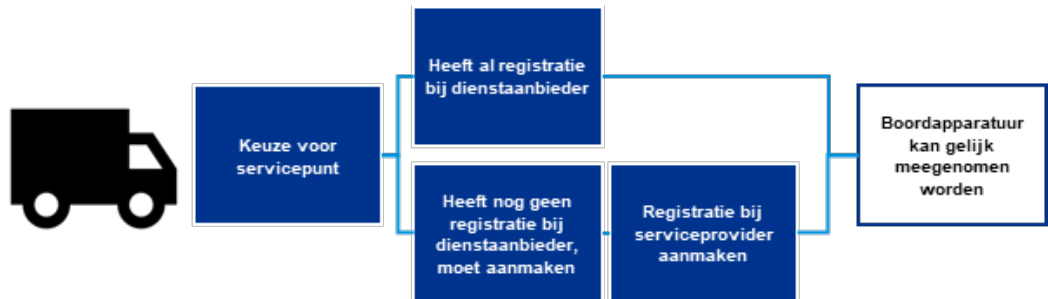 Heeft al registratie
bij dienstaanbieder
Keuze voor
servicepunt
Heeft nog geen
registratie bij
dienstaanbieder,
moet aanmaken
Registratie bij
serviceprovider
aanmaken
Boordapparatuur
kan gelijk
meegenomen
worden